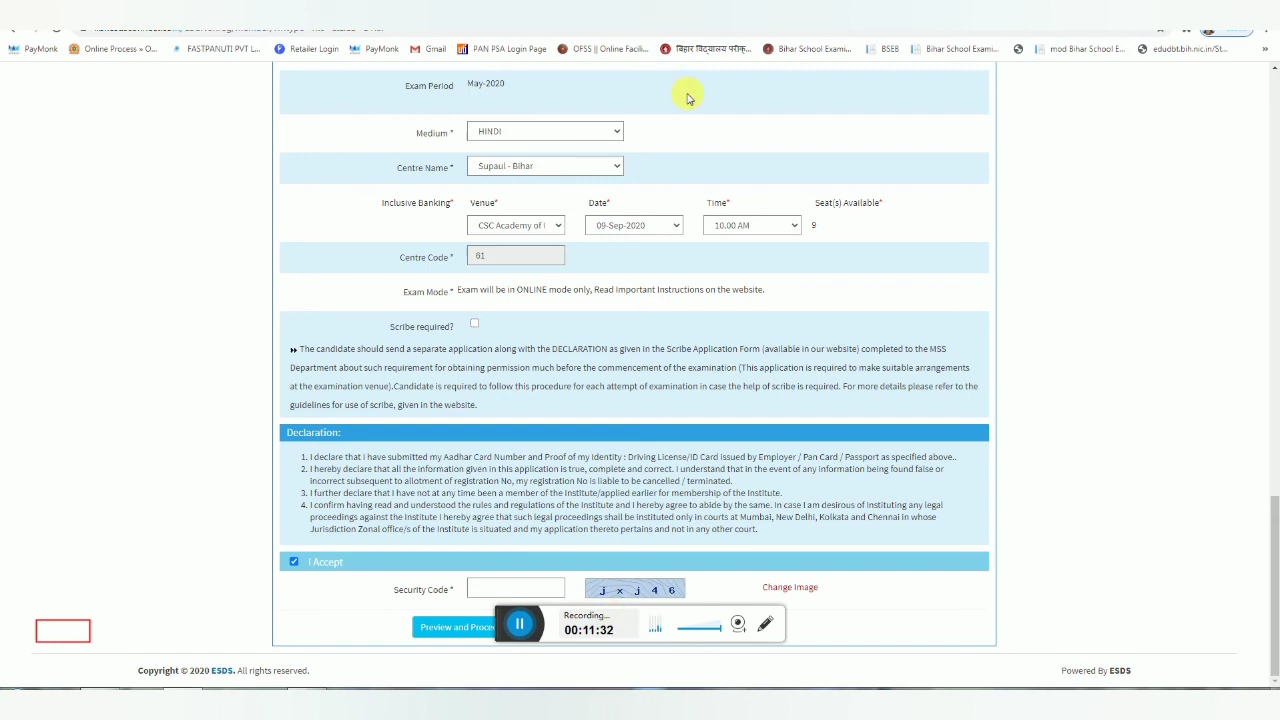 PayMonk Online Process » O... FASTPANUTI PVT L... Retailer Login PayMonk Gmail PAN PSA Login Page OFSS || Online Facili... बिहार विद्यालय परीक्... Bihar School Exami... BSEB Bihar School Exami... mod Bihar School E... edudbt.bih.nic.in/St... »
Exam Period May-2020
Medium * HINDI
Centre Name * Supaul - Bihar
Inclusive Banking* Venue* Date* Time* Seat(s) Available*
CSC Academy of I 09-Sep-2020 10.00 AM 9
Centre Code * 61
Exam Mode * Exam will be in ONLINE mode only, Read Important Instructions on the website.
Scribe required?
The candidate should send a separate application along with the DECLARATION as given in the Scribe Application Form (available in our website) completed to the MSS
Department about such requirement for obtaining permission much before the commencement of the examination (This application is required to make suitable arrangements
at the examination venue).Candidate is required to follow this procedure for each attempt of examination in case the help of scribe is required. For more details please refer to the
guidelines for use of scribe, given in the website.
Declaration:
1. I declare that I have submitted my Aadhar Card Number and Proof of my Identity : Driving License/ID Card issued by Employer / Pan Card / Passport as specified above..
2. I hereby declare that all the information given in this application is true, complete and correct. I understand that in the event of any information being found false or
incorrect subsequent to allotment of registration No, my registration No is liable to be cancelled / terminated.
3. I further declare that I have not at any time been a member of the Institute/applied earlier for membership of the Institute.
4. I confirm having read and understood the rules and regulations of the Institute and I hereby agree to abide by the same. In case I am desirous of Instituting any legal
proceedings against the Institute I hereby agree that such legal proceedings shall be instituted only in courts at Mumbai, New Delhi, Kolkata and Chennai in whose
Jurisdiction Zonal office/s of the Institute is situated and my application thereto pertains and not in any other court.
I Accept
Security Code * j x j 4 6 Change Image
Preview and Procee Recording...
00:11:32
Copyright © 2020 ESDS. All rights reserved. Powered By ESDS